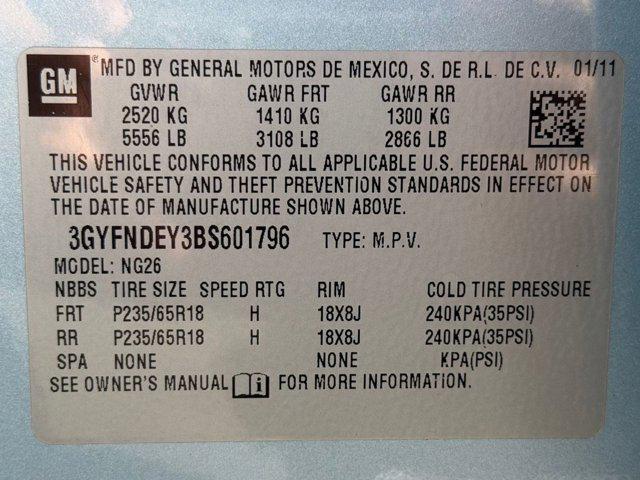 GM ® MFD BY GENERAL MOTORS DE MEXICO, S. DE R.L. DE C.V. 01/11
GVWR GAWR FRT GAWR RR
2520 KG 1410 KG 1300 KG
5556 LB 3108 LB 2866 LB
THIS VEHICLE CONFORMS TO ALL APPLICABLE U.S. FEDERAL MOTOR
VEHICLE SAFETY AND THEFT PREVENTION STANDARDS IN EFFECT ON
THE DATE OF MANUFACTURE SHOWN ABOVE.
3GYFNDEY3BS601796 TYPE: M.P.V.
MODEL: NG26
NBBS TIRE SIZE SPEED RTG RIM COLD TIRE PRESSURE
FRT P235/65R18 H 18X8J 240KPA(35PSI)
RR P235/65R18 H 18X8J 240KPA(35PSI)
SPA NONE NONE KPA(PSI)
SEE OWNER'S MANUAL i FOR MORE INFORMATION.